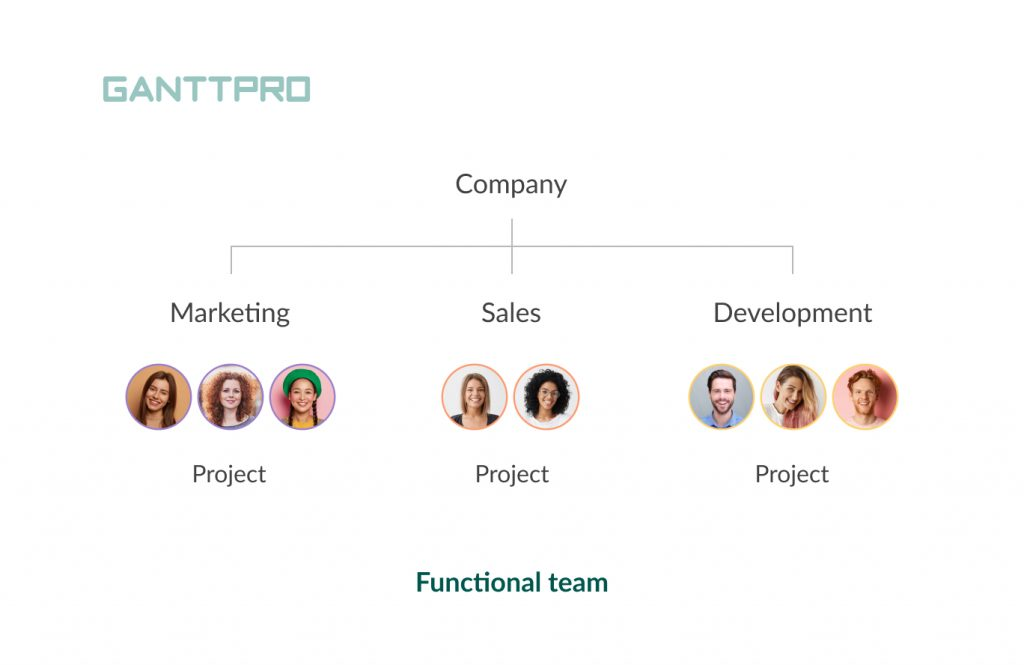 GANTTPRO
Company
Marketing
Sales
Development
Project
Project
Project
Functional team